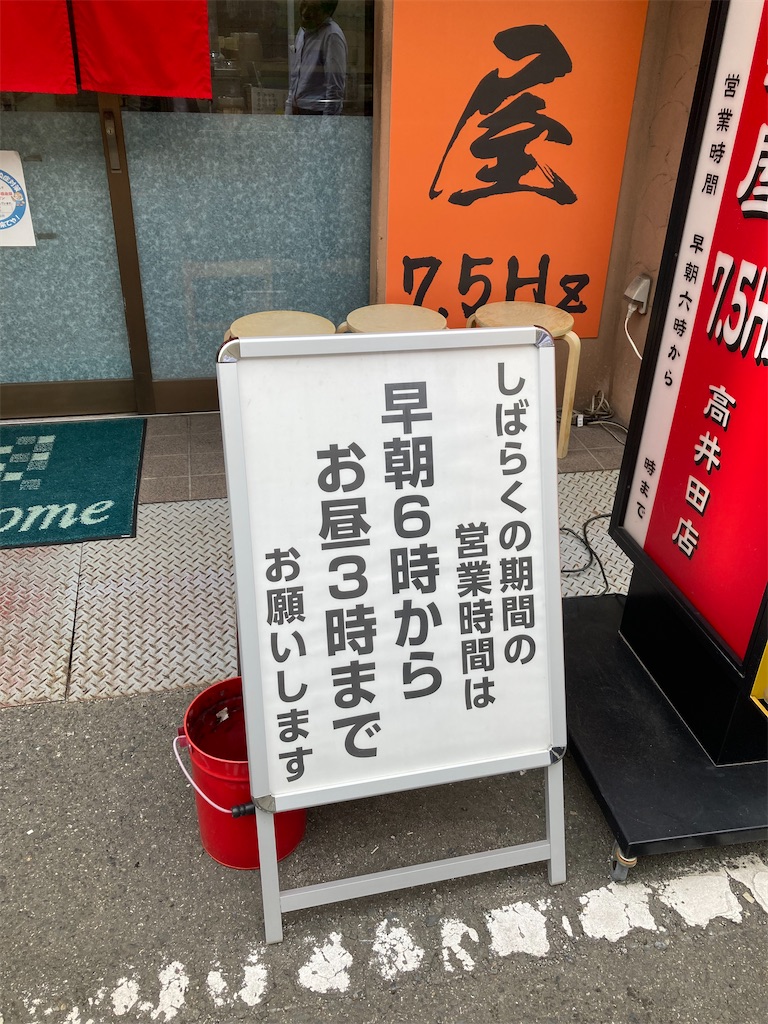 しばらくの期間の
営業時間は
早朝6時から
お昼3時まで
お願いします
屋
7.5Hz
営業時間 早朝六時から
時まで
屋
7.5H
高井田店
ome